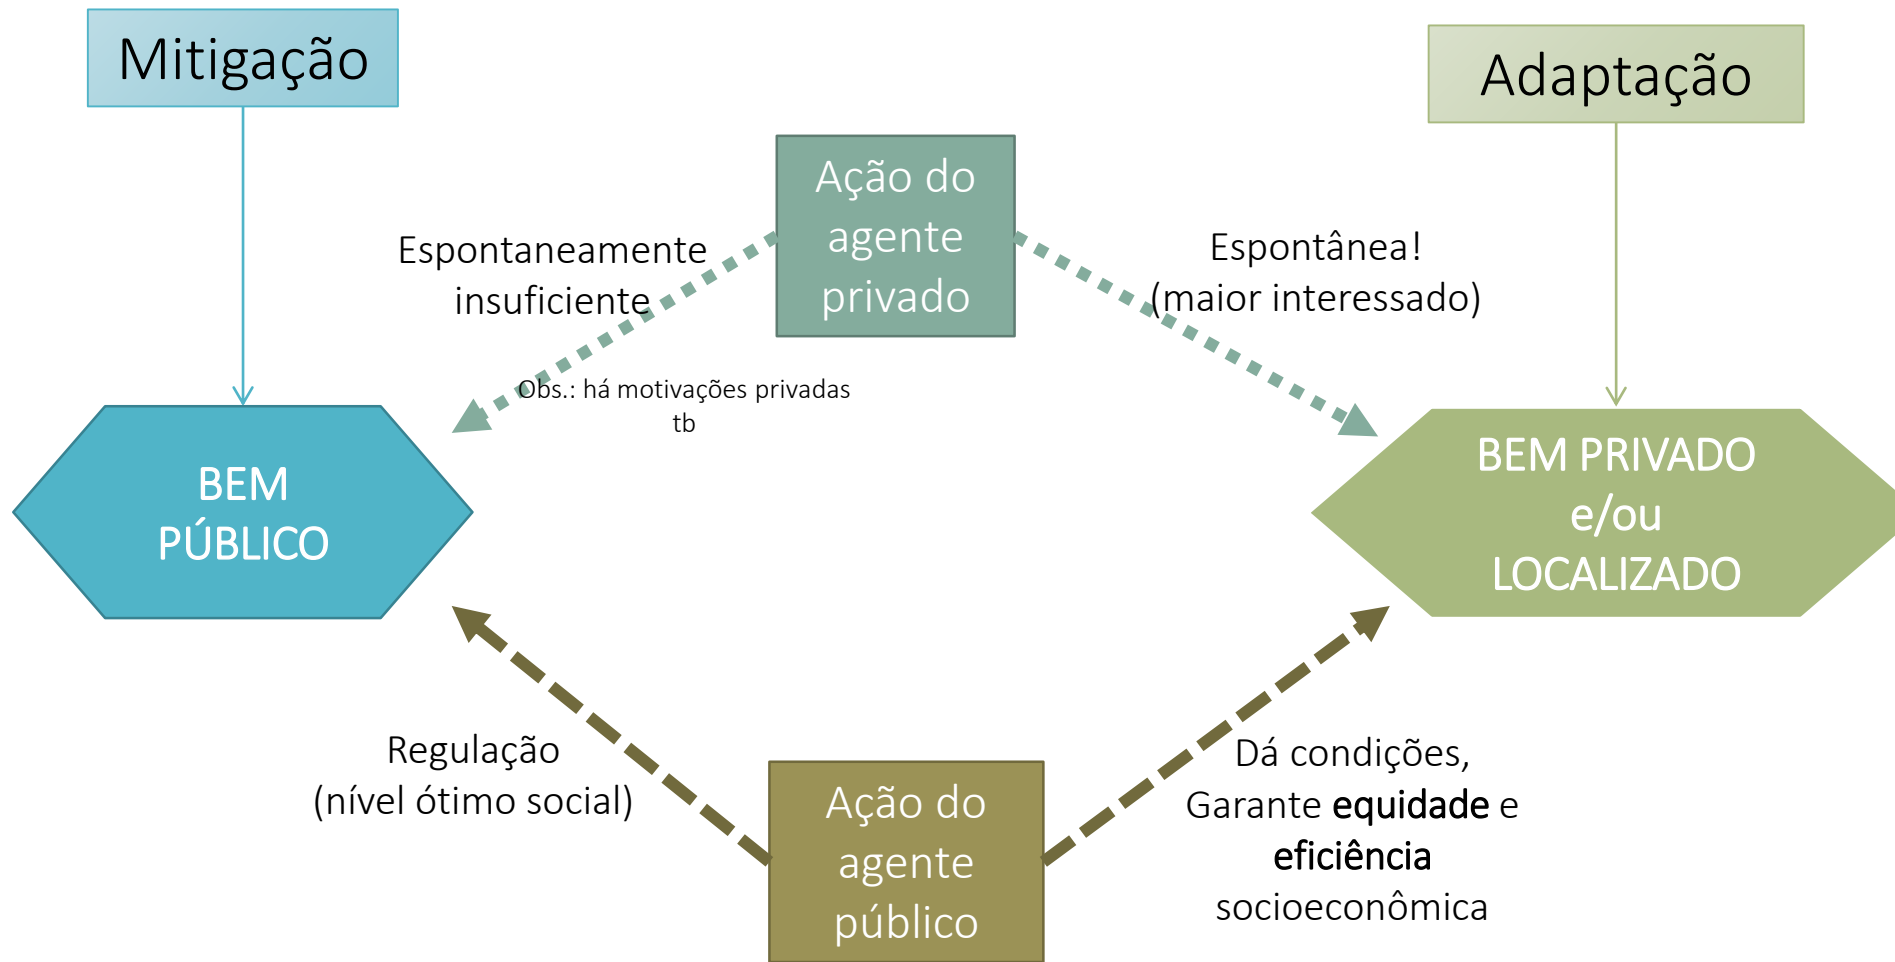 Mitigação
Adaptação
Ação do
agente
privado
Espontaneamente
insuficiente
Espontânea!
(maior interessado)
Obs.: há motivações privadas
tb
BEM
PÚBLICO
BEM PRIVADO
e/ou
LOCALIZADO
Regulação
(nível ótimo social)
Ação do
agente
público
Dá condições,
Garante equidade e
eficiência
socioeconômica